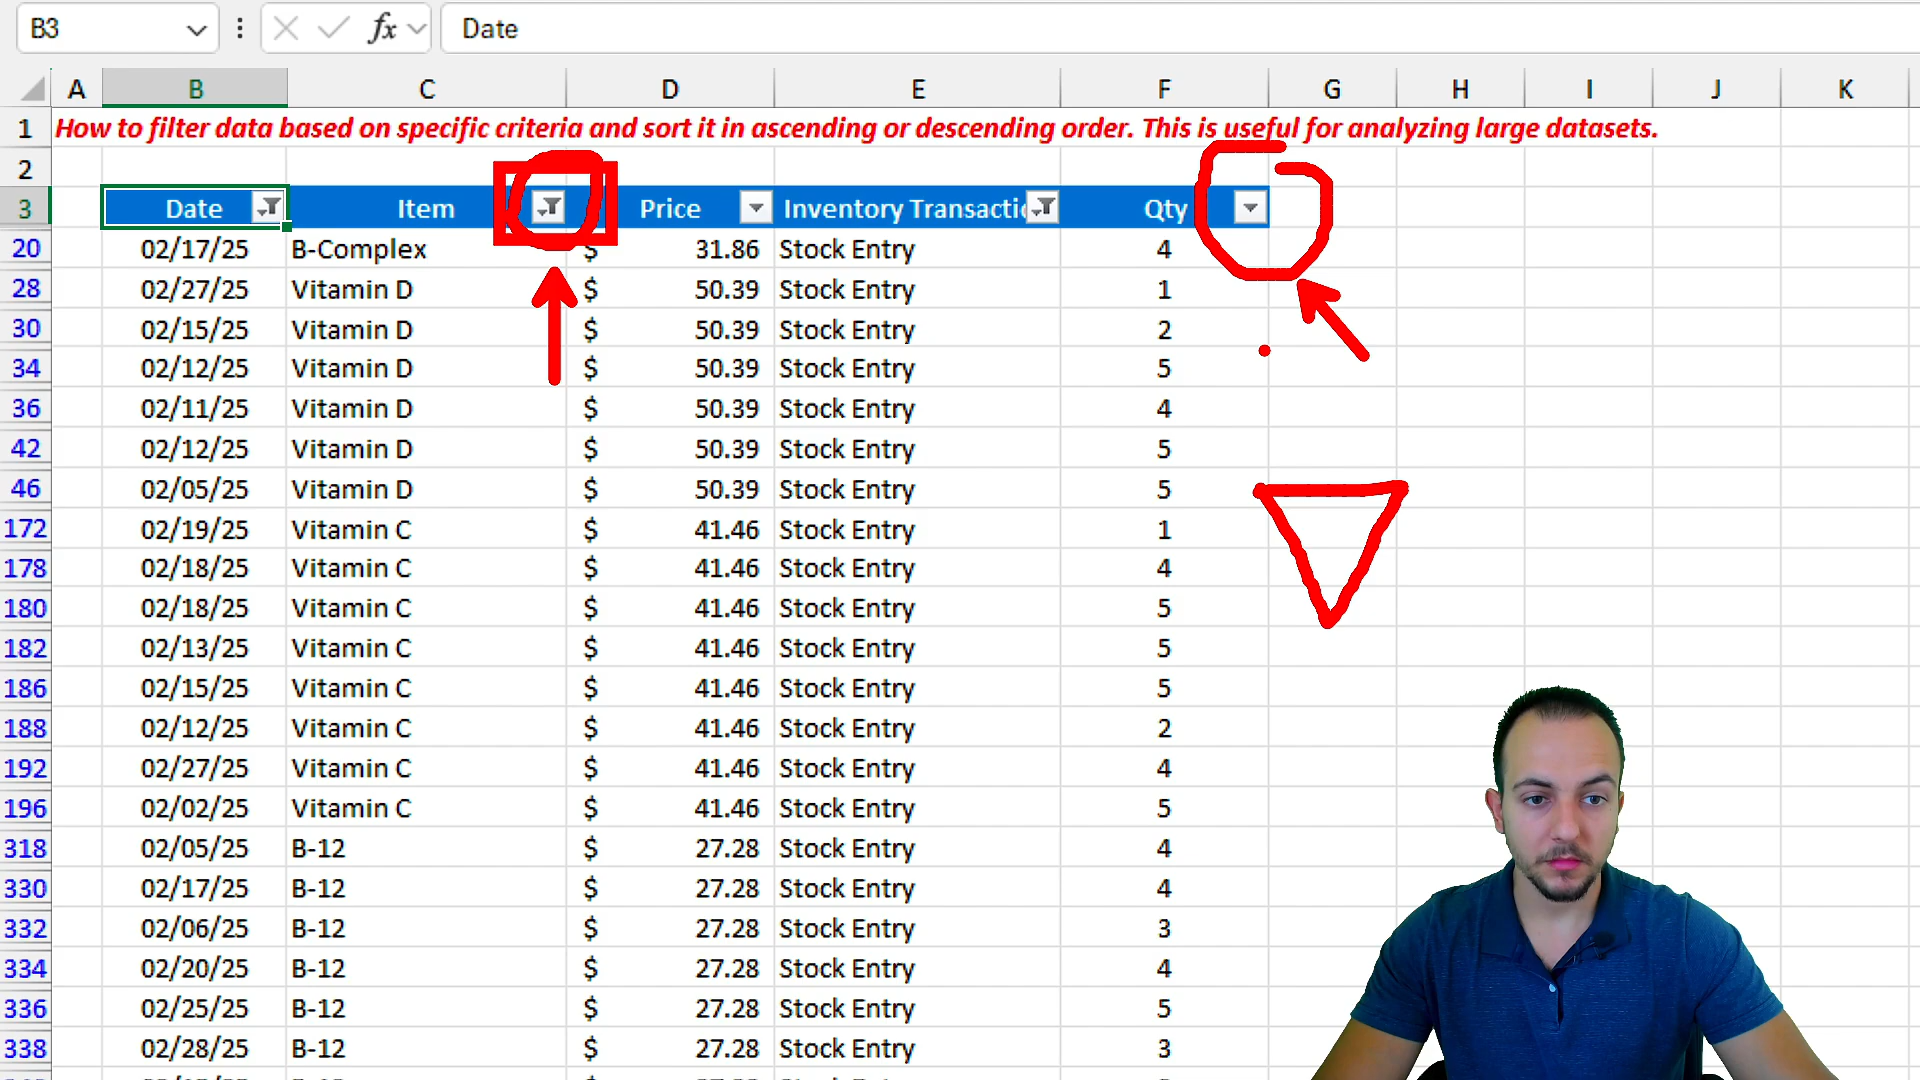 B3 fx Date
A B C D E F G H I J K
1 How to filter data based on specific criteria and sort it in ascending or descending order. This is useful for analyzing large datasets.
2
3 Date Item Price Inventory Transactic Qty
20 02/17/25 B-Complex $ 31.86 Stock Entry 4
28 02/27/25 Vitamin D $ 50.39 Stock Entry 1
30 02/15/25 Vitamin D $ 50.39 Stock Entry 2
34 02/12/25 Vitamin D $ 50.39 Stock Entry 5
36 02/11/25 Vitamin D $ 50.39 Stock Entry 4
42 02/12/25 Vitamin D $ 50.39 Stock Entry 5
46 02/05/25 Vitamin D $ 50.39 Stock Entry 5
172 02/19/25 Vitamin C $ 41.46 Stock Entry 1
178 02/18/25 Vitamin C $ 41.46 Stock Entry 4
180 02/18/25 Vitamin C $ 41.46 Stock Entry 5
182 02/13/25 Vitamin C $ 41.46 Stock Entry 5
186 02/15/25 Vitamin C $ 41.46 Stock Entry 5
188 02/12/25 Vitamin C $ 41.46 Stock Entry 2
192 02/27/25 Vitamin C $ 41.46 Stock Entry 4
196 02/02/25 Vitamin C $ 41.46 Stock Entry 5
318 02/05/25 B-12 $ 27.28 Stock Entry 4
330 02/17/25 B-12 $ 27.28 Stock Entry 4
332 02/06/25 B-12 $ 27.28 Stock Entry 3
334 02/20/25 B-12 $ 27.28 Stock Entry 4
336 02/25/25 B-12 $ 27.28 Stock Entry 5
338 02/28/25 B-12 $ 27.28 Stock Entry 3